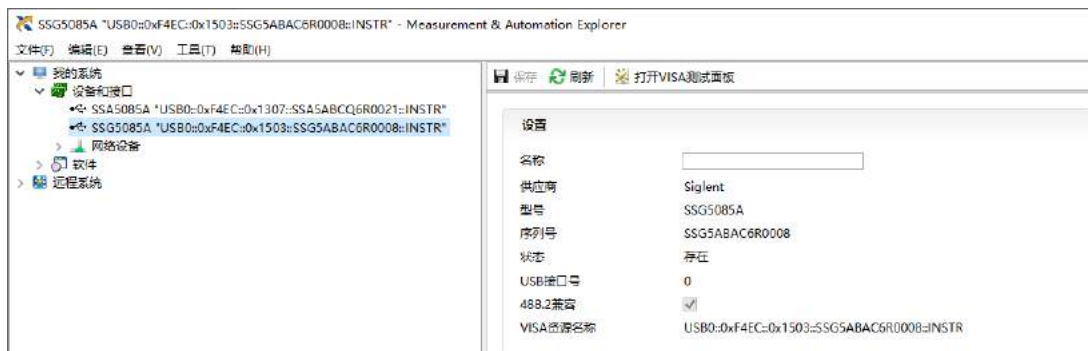 SSG5085A "USB0::0xF4EC::0x1503::SSG5ABAC6R0008::INSTR" - Measurement & Automation Explorer
文件(F) 编辑(E) 查看(V) 工具(T) 帮助(H)
我的系统
设备和接口
SSA5085A "USB0::0xF4EC::0x1307::SSA5ABCQ6R0021::INSTR"
SSG5085A "USB0::0xF4EC::0x1503::SSG5ABAC6R0008::INSTR"
网络设备
软件
远程系统
保存 刷新 打开VISA测试面板
设置
名称
供应商 Siglent
型号 SSG5085A
序列号 SSG5ABAC6R0008
状态 存在
USB接口号 0
488.2兼容
VISA资源名称 USB0::0xF4EC::0x1503::SSG5ABAC6R0008::INSTR